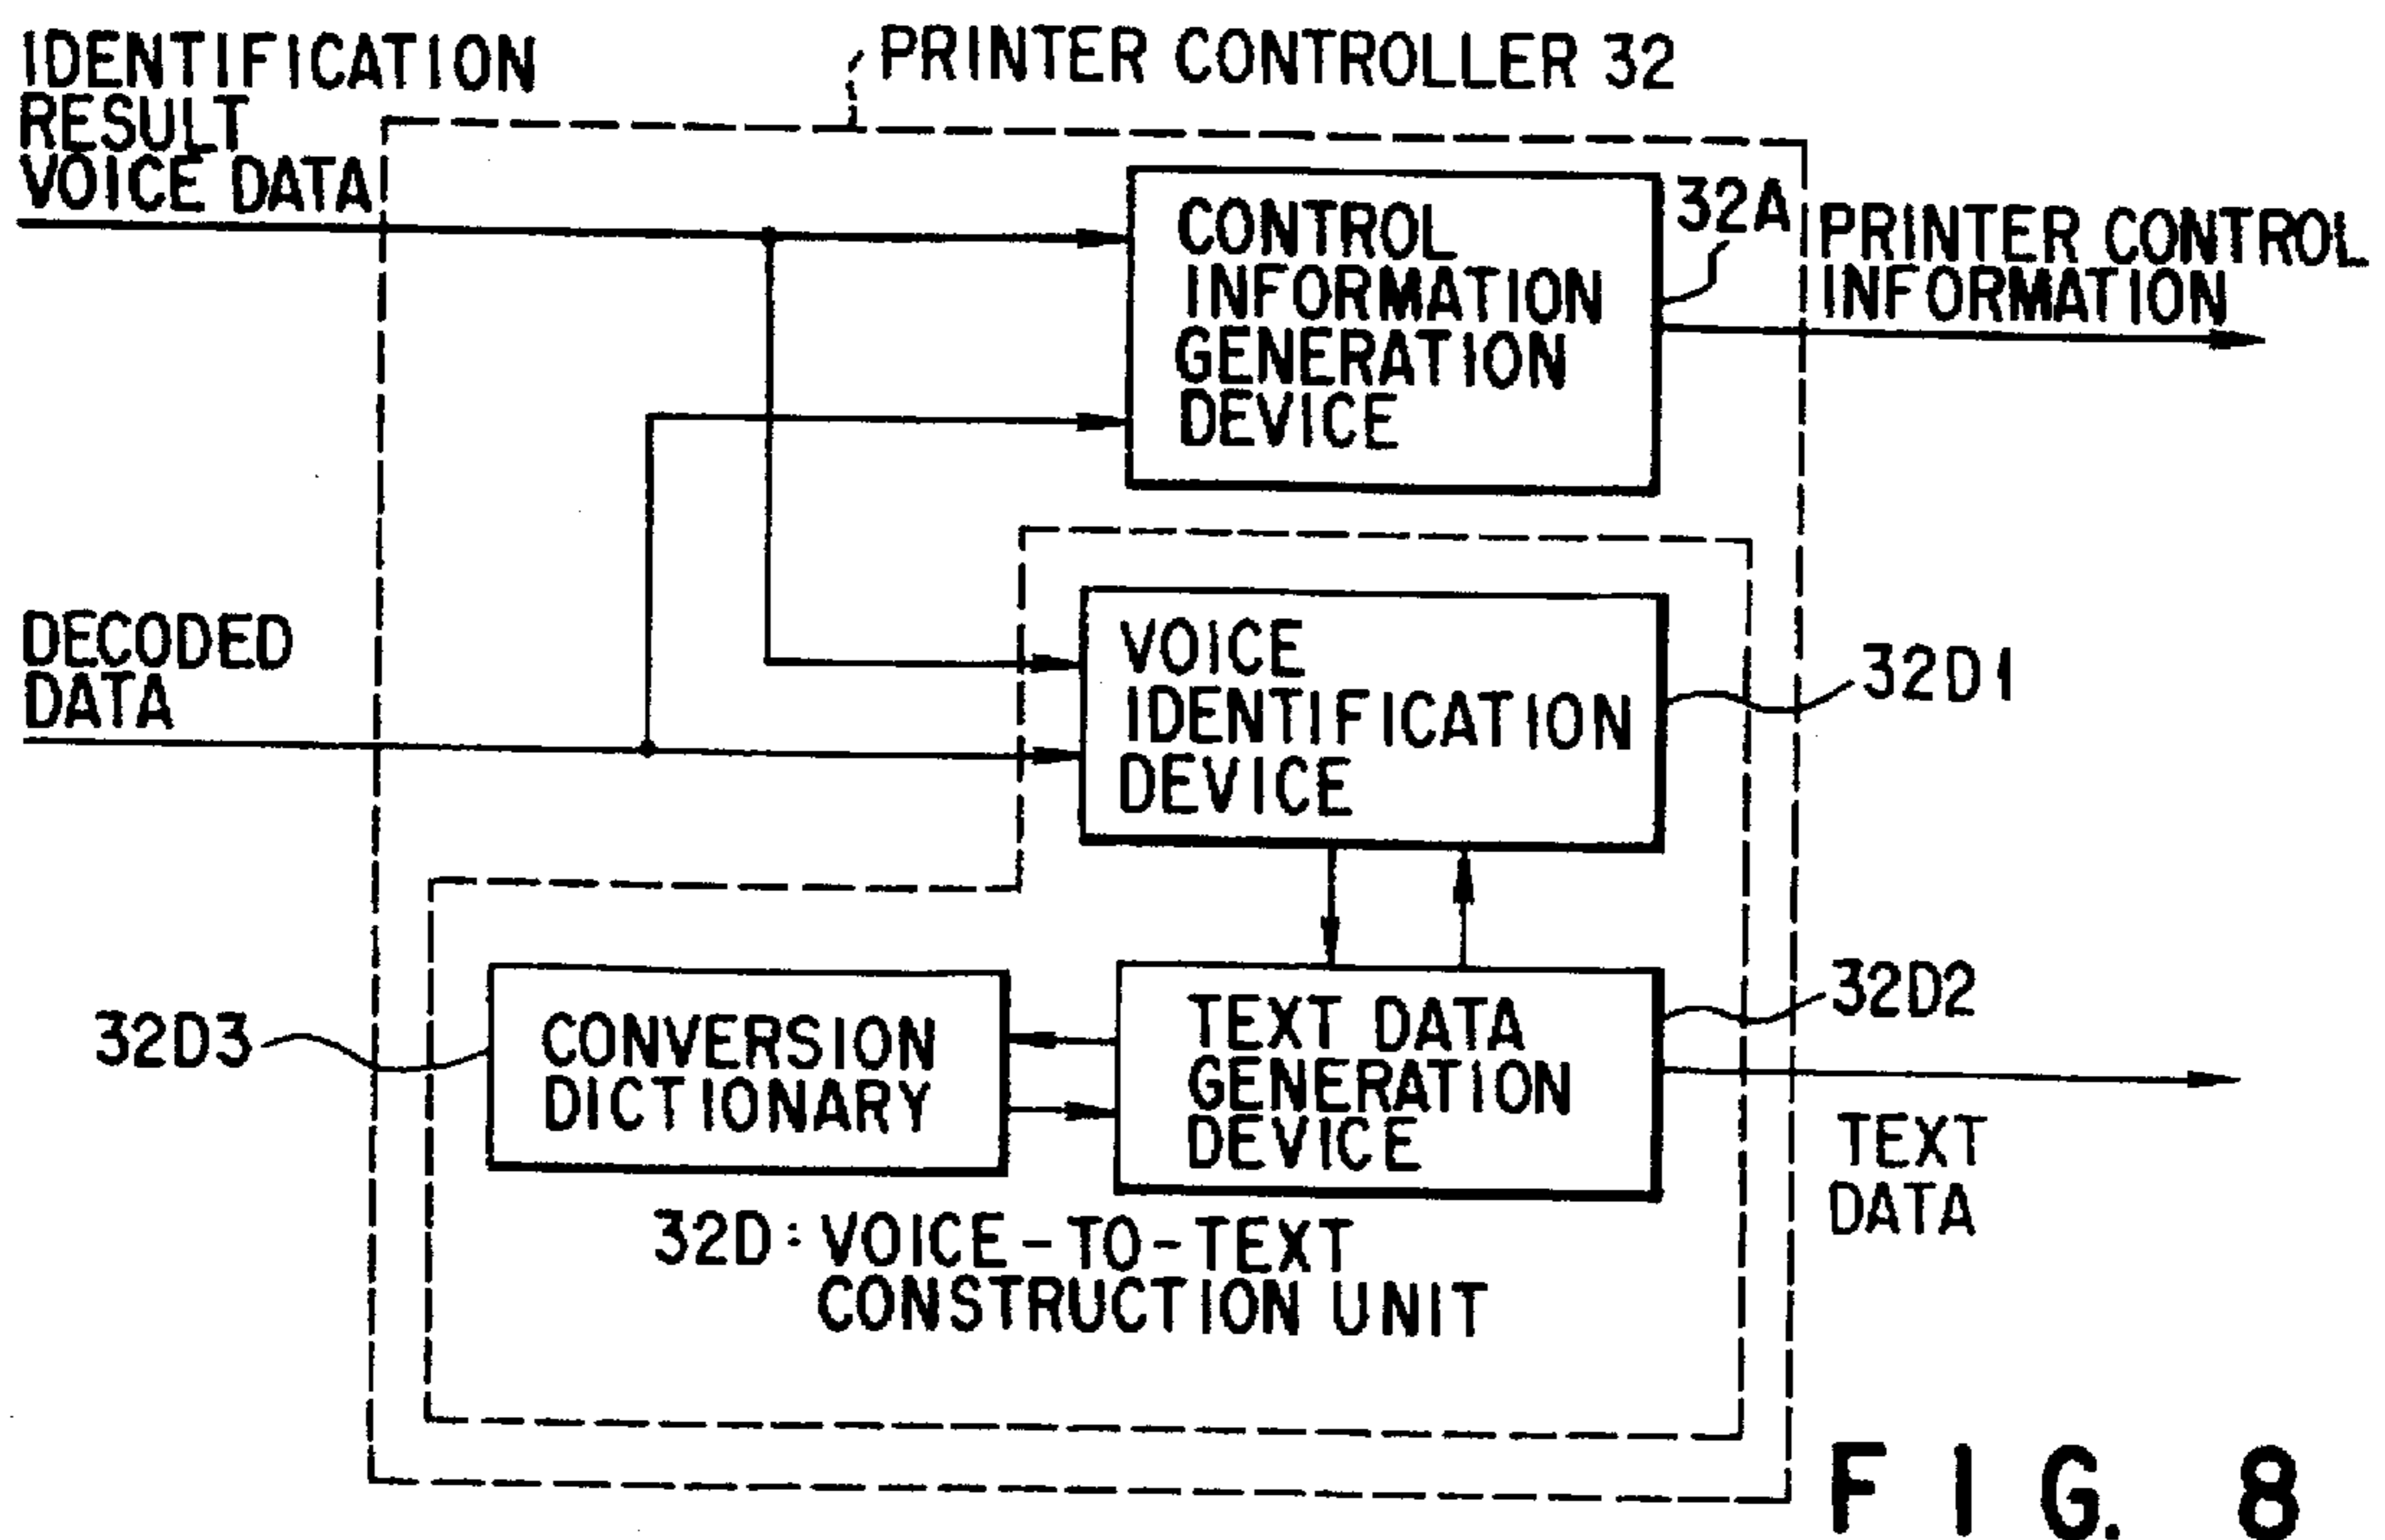 IDENTIFICATION
RESULT
VOICE DATA
PRINTER CONTROLLER 32
CONTROL
INFORMATION
GENERATION
DEVICE
32A
PRINTER CONTROL
INFORMATION
DECODED
DATA
VOICE
IDENTIFICATION
DEVICE
32D1
32D3
CONVERSION
DICTIONARY
TEXT DATA
GENERATION
DEVICE
32D2
TEXT
DATA
32D: VOICE-TO-TEXT
CONSTRUCTION UNIT
FIG. 8